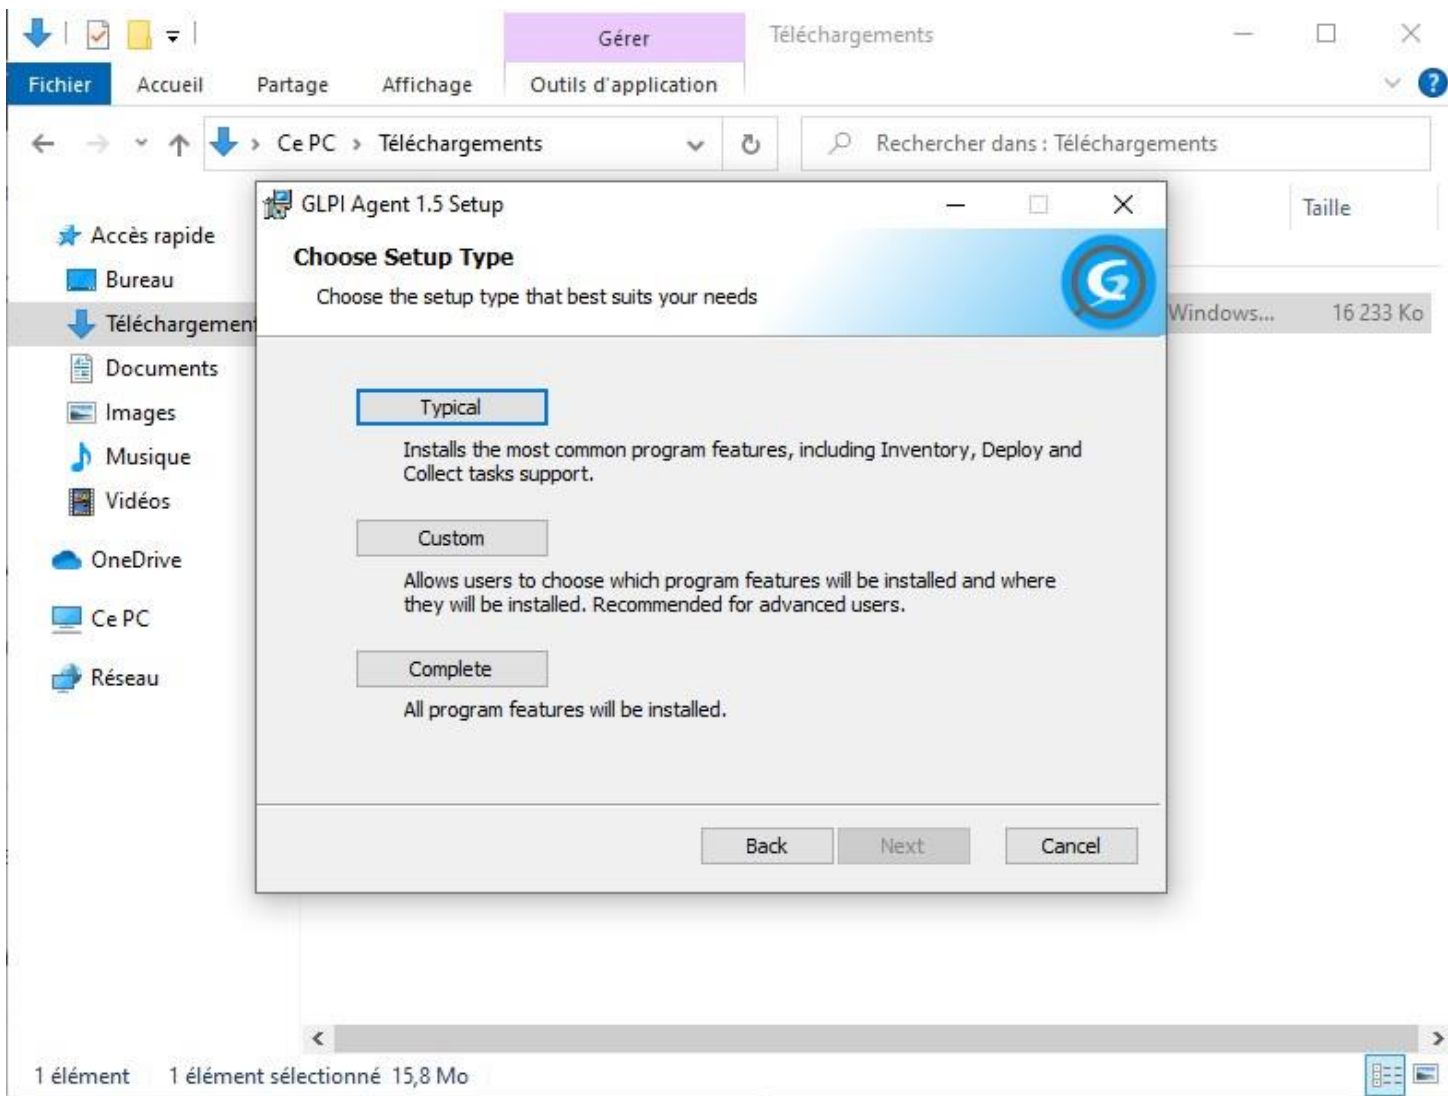 Gérer
Téléchargements
Fichier
Accueil
Partage
Affichage
Outils d'application
?
Ce PC > Téléchargements
Rechercher dans : Téléchargements
Taille
Accès rapide
Bureau
Téléchargement
Documents
Images
Musique
Vidéos
OneDrive
Ce PC
Réseau
Windows...
16 233 Ko
GLPI Agent 1.5 Setup
Choose Setup Type
Choose the setup type that best suits your needs
Typical
Installs the most common program features, including Inventory, Deploy and
Collect tasks support.
Custom
Allows users to choose which program features will be installed and where
they will be installed. Recommended for advanced users.
Complete
All program features will be installed.
Back
Next
Cancel
1 élément
1 élément sélectionné 15,8 Mo